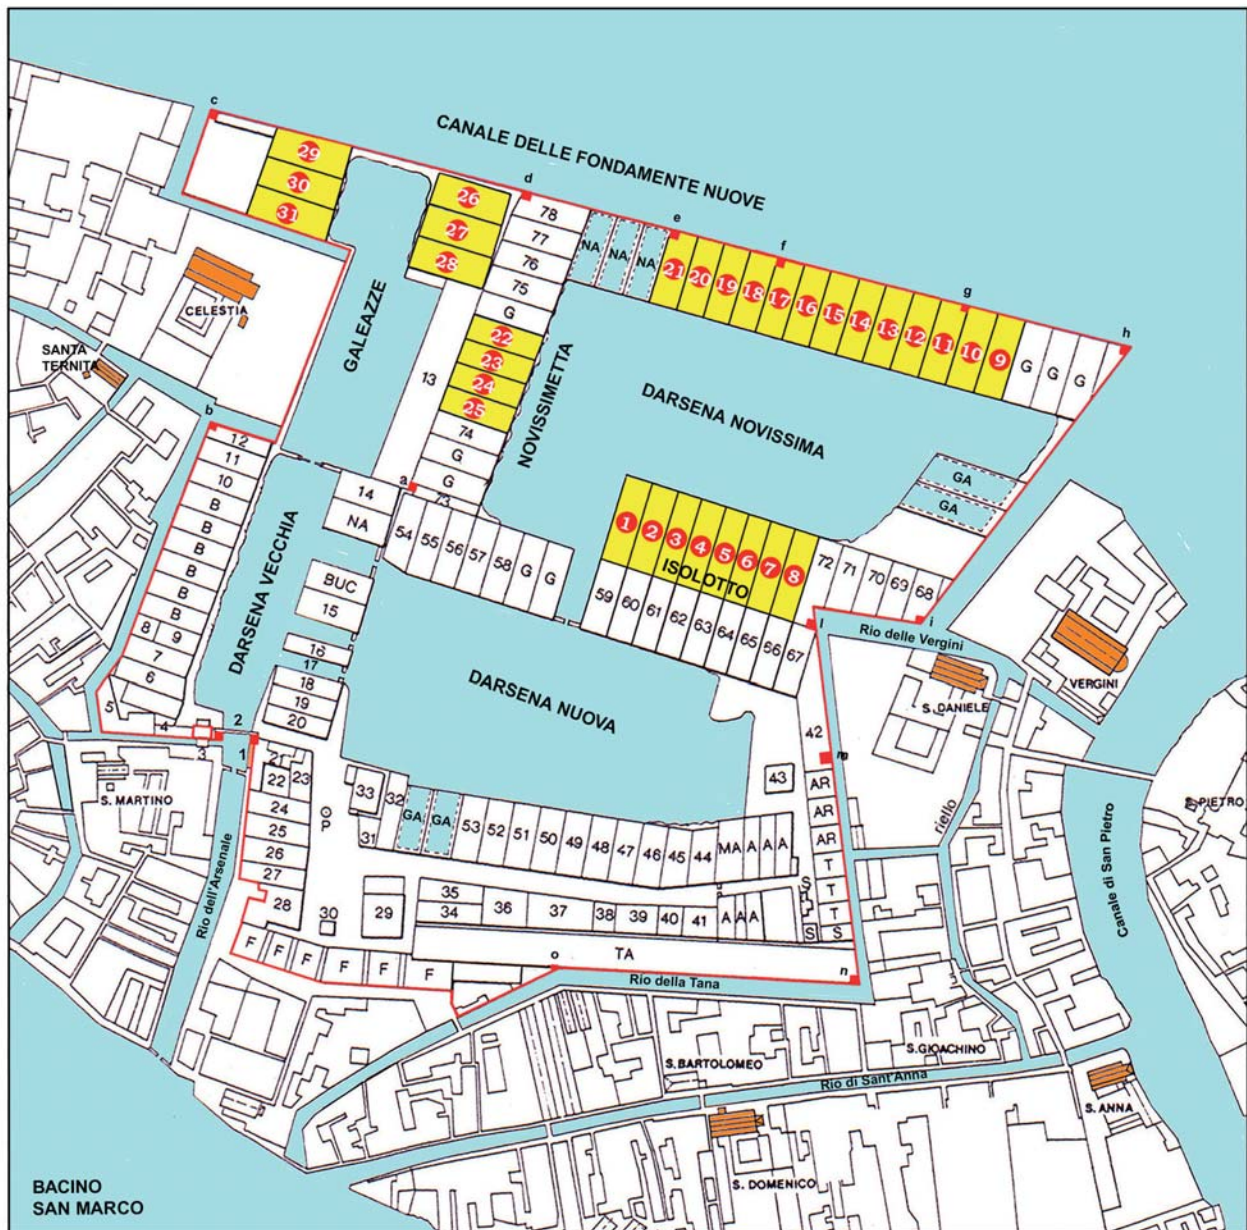 c
CANALE DELLE FONDAMENTE NUOVE
29
30
31
d
26
27
28
78
77
76
75
G
22
23
24
25
74
G
G
73
NA
NA
NA
e
f
g
h
21
20
19
18
17
16
15
14
13
12
11
10
9
G
G
G
CELESTIA
GALEAZZE
13
NOVISSIMETTA
DARSENA NOVISSIMA
SANTA
TERNITA
b
12
11
10
B
B
B
B
B
B
8
9
7
6
5
4
3
2
1
DARSENA VECCHIA
a
14
NA
BUC
15
16
17
18
19
20
54
55
56
57
58
G
G
GA
GA
1
2
3
4
5
6
7
8
ISOLOTTO
59
60
61
62
63
64
65
66
67
72
71
70
69
68
l
i
Rio delle Vergini
VERGINI
S. DANIELE
DARSENA NUOVA
42
m
43
AR
AR
AR
T
T
T
S
riello
S. PIETRO
Canale di San Pietro
S. MARTINO
Rio dell'Arsenale
21
22
23
24
25
26
27
28
P
33
32
31
GA
GA
53
52
51
50
49
48
47
46
45
44
MA
A
A
A
30
29
35
34
36
37
38
39
40
41
A
A
A
S
S
F
F
F
F
F
F
TA
o
n
Rio della Tana
S. BARTOLOMEO
S. GIOACHINO
Rio di Sant'Anna
S. ANNA
S. DOMENICO
BACINO
SAN MARCO